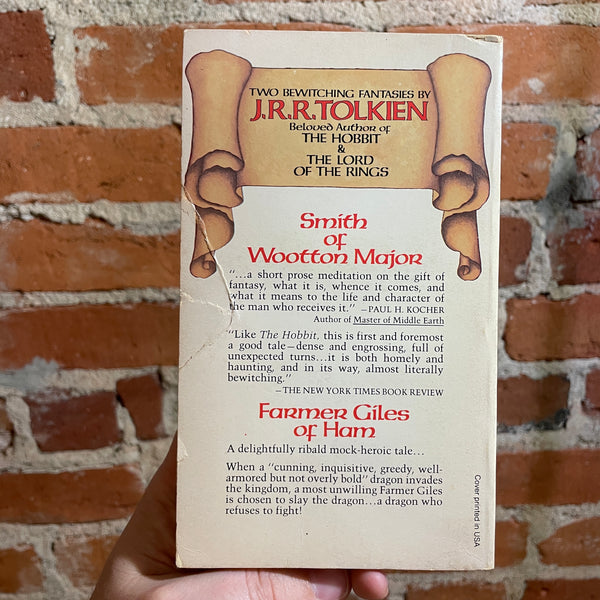 TWO BEWITCHING FANTASIES BY
J.R.R.TOLKIEN
Beloved Author of
THE HOBBIT
&
THE LORD
OF THE RINGS
Smith
of
Wootton Major
"...a short prose meditation on the gift of
fantasy, what it is, whence it comes, and
what it means to the life and character of
the man who receives it." –PAUL H. KOCHER
Author of Master of Middle Earth
"Like The Hobbit, this is first and foremost
a good tale–dense and engrossing, full of
unexpected turns...it is both homely and
haunting, and in its way, almost literally
bewitching."
–THE NEW YORK TIMES BOOK REVIEW
Farmer Giles
of Ham
A delightfully ribald mock-heroic tale...
When a "cunning, inquisitive, greedy, well-
armored but not overly bold" dragon invades
the kingdom, a most unwilling Farmer Giles
is chosen to slay the dragon...a dragon who
refuses to fight!
Cover printed in USA